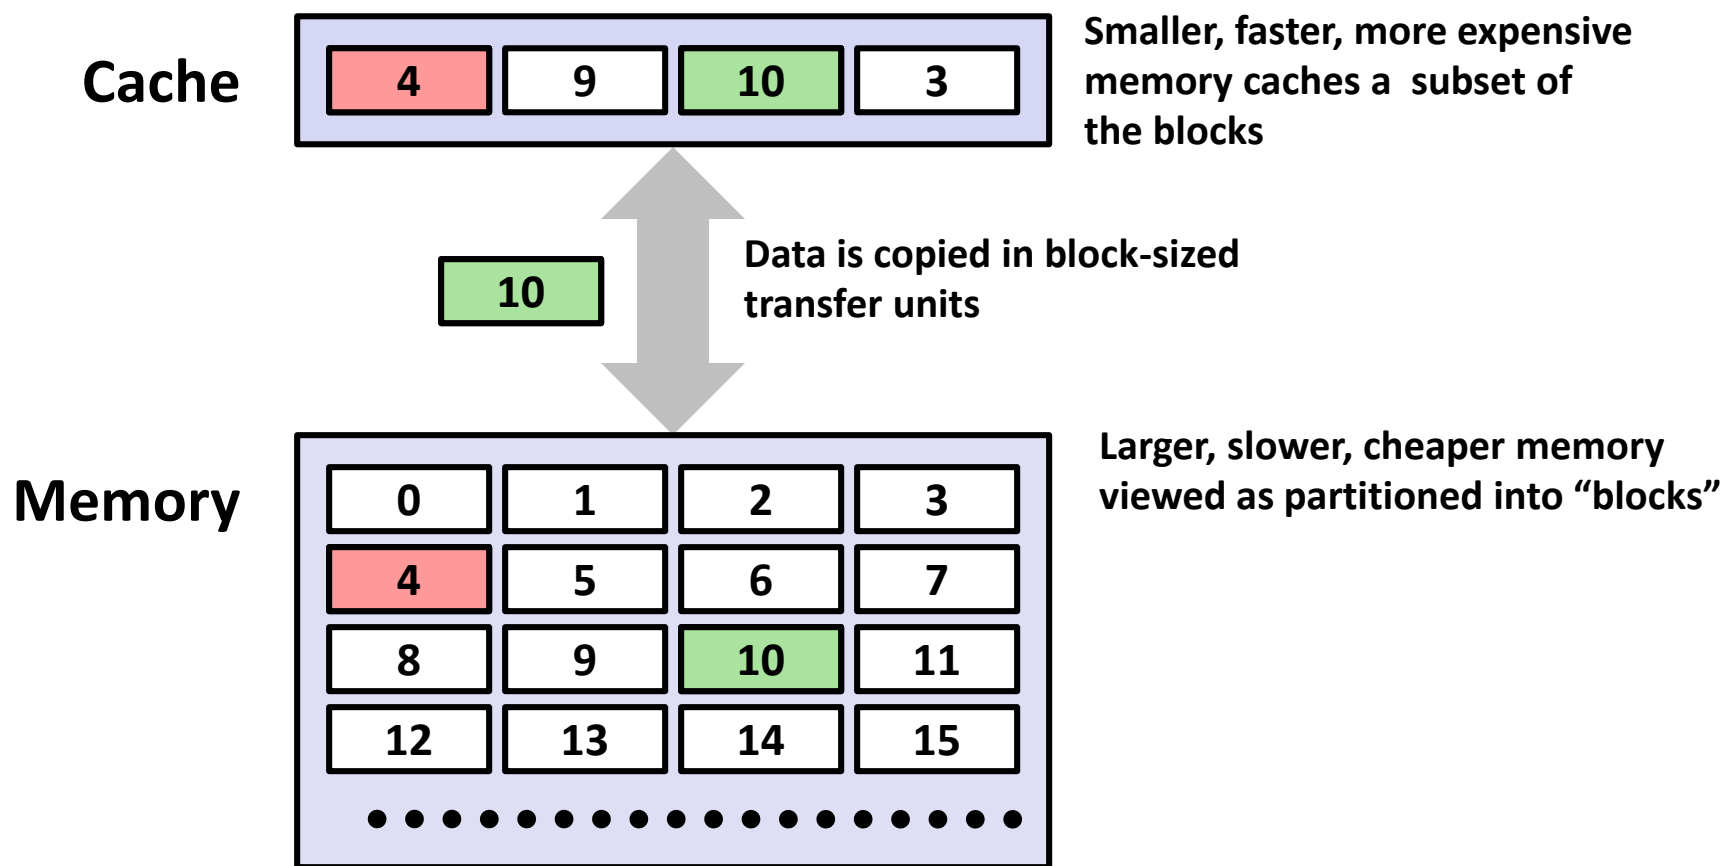 Cache
4 9 10 3
Smaller, faster, more expensive
memory caches a  subset of
the blocks
10
Data is copied in block-sized
transfer units
Memory
Larger, slower, cheaper memory
viewed as partitioned into “blocks”
0 1 2 3
4 5 6 7
8 9 10 11
12 13 14 15